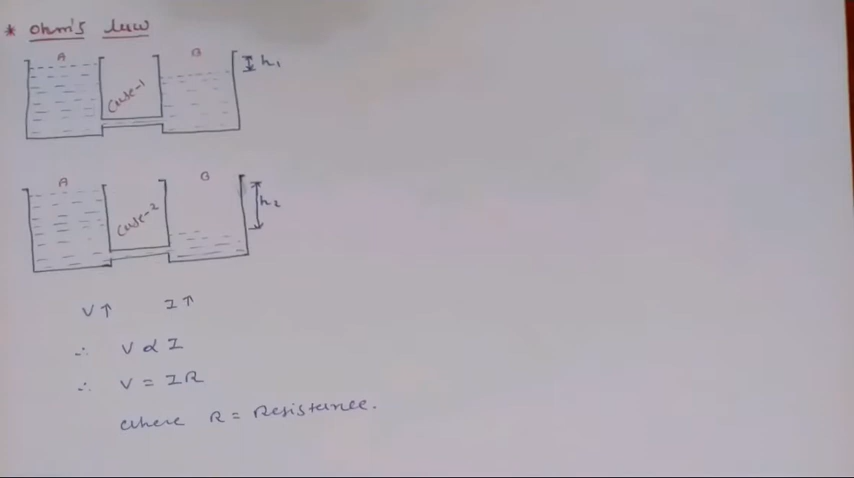 * Ohm's Law
A
B
h₁
Case-1
A
B
h₂
Case-2
V↑ I↑
∴ V ∝ I
∴ V = IR
where R = Resistance.